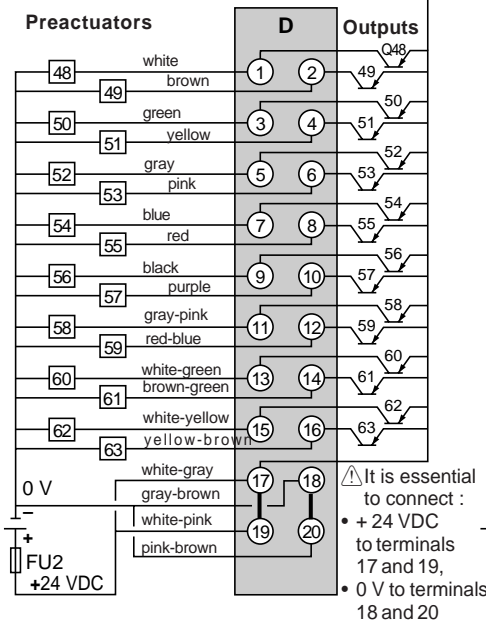 Preactuators D Outputs
white Q48
48 1 2 49
brown
49
green 50
50 3 4 51
yellow
51
gray 52
52 5 6 53
pink
53
blue 54
54 7 8 55
red
55
black 56
56 9 10 57
purple
57
gray-pink 58
58 11 12 59
red-blue
59
white-green 60
60 13 14 61
brown-green
61
white-yellow 62
62 15 16 63
yellow-brown
63
white-gray 17 18
0 V gray-brown
– white-pink 19 20
+ pink-brown
FU2
+24 VDC
⚠ It is essential
to connect :
• + 24 VDC
to terminals
17 and 19,
• 0 V to terminals
18 and 20